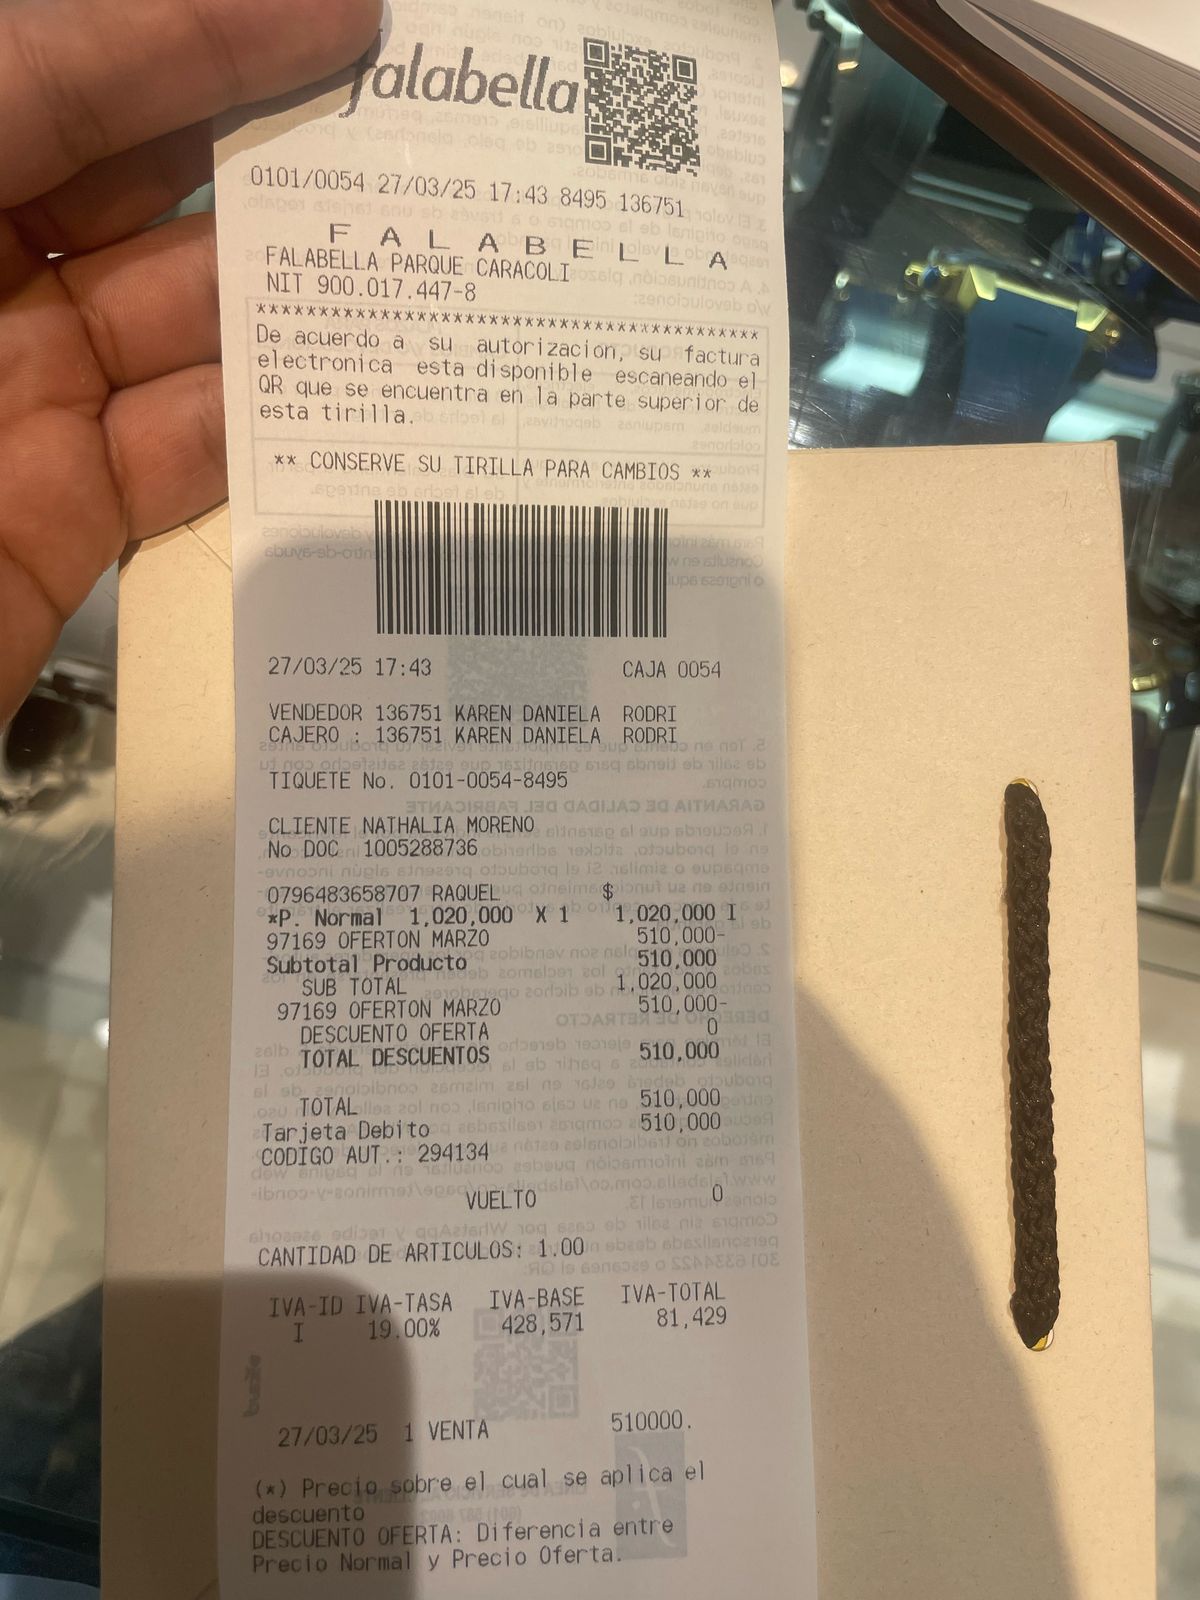 falabella
0101/0054 27/03/25 17:43 8495 136751
F A L A B E L L A
FALABELLA PARQUE CARACOLI
NIT 900.017.447-8
******************************************
De acuerdo a su autorizacion, su factura
electronica esta disponible escaneando el
QR que se encuentra en la parte superior de
esta tirilla.
** CONSERVE SU TIRILLA PARA CAMBIOS **
27/03/25 17:43 CAJA 0054
VENDEDOR 136751 KAREN DANIELA RODRI
CAJERO : 136751 KAREN DANIELA RODRI
TIQUETE No. 0101-0054-8495
CLIENTE NATHALIA MORENO
No DOC 1005288736
0796483658707 RAQUEL $
*P. Normal 1,020,000 X 1 1,020,000 I
97169 OFERTON MARZO 510,000-
Subtotal Producto 510,000
SUB TOTAL 1,020,000
97169 OFERTON MARZO 510,000-
DESCUENTO OFERTA 0
TOTAL DESCUENTOS 510,000
TOTAL 510,000
Tarjeta Debito 510,000
CODIGO AUT.: 294134
VUELTO 0
CANTIDAD DE ARTICULOS: 1.00
IVA-ID IVA-TASA IVA-BASE IVA-TOTAL
I 19.00% 428,571 81,429
27/03/25 1 VENTA 510000.
(*) Precio sobre el cual se aplica el
descuento
DESCUENTO OFERTA: Diferencia entre
Precio Normal y Precio Oferta.